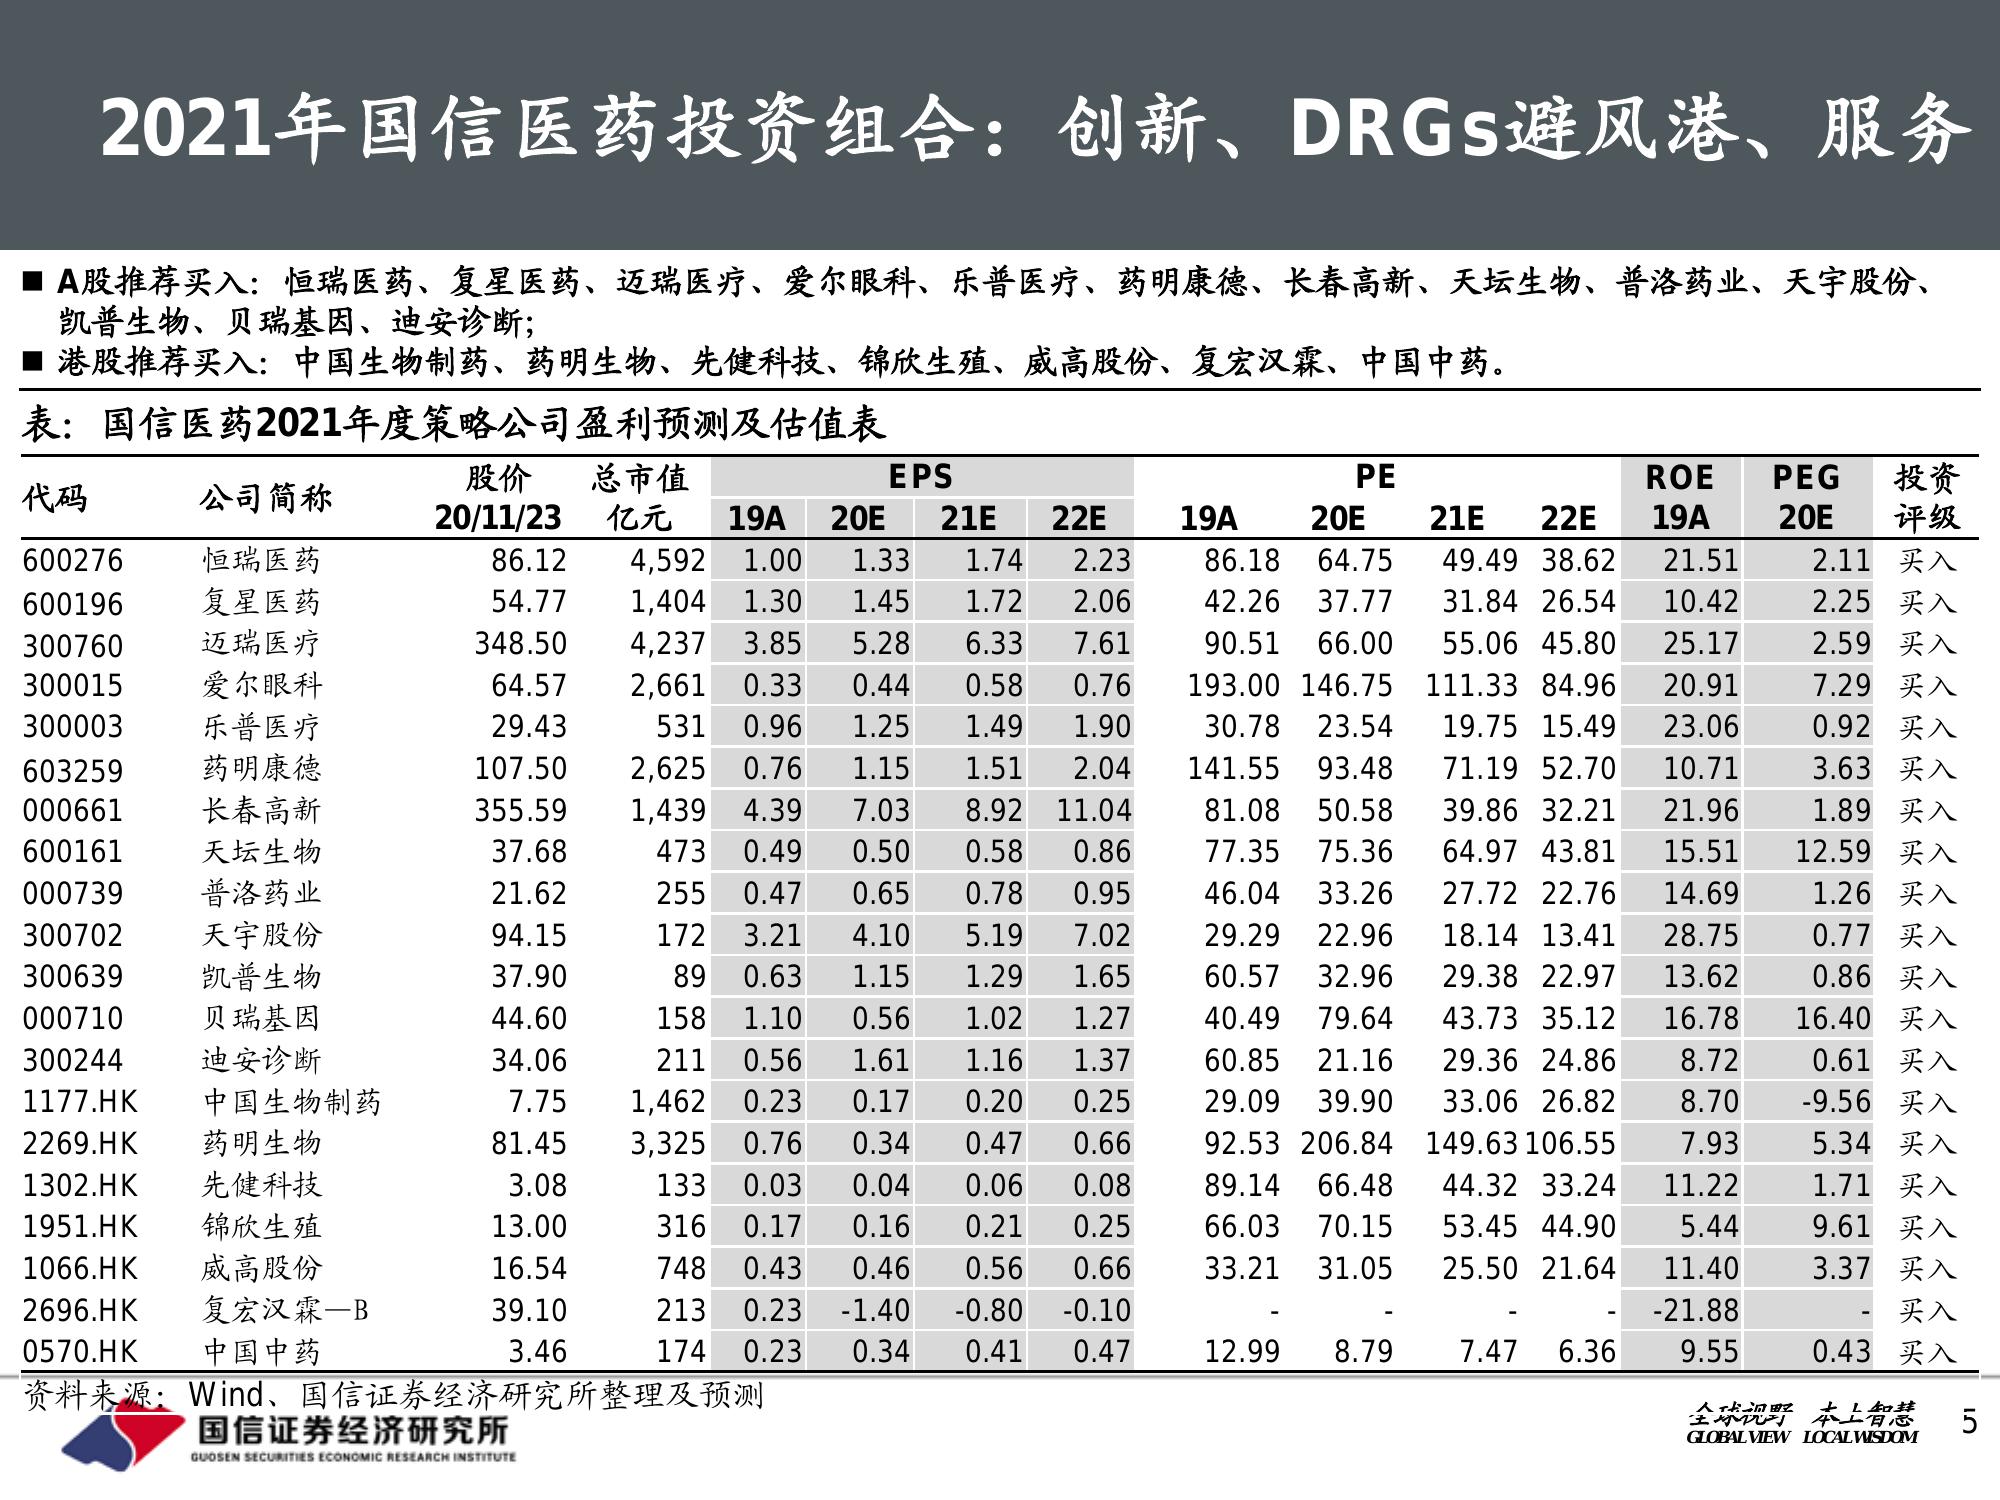 2021年国信医药投资组合：创新、DRGs避风港、服务
■ A股推荐买入：恒瑞医药、复星医药、迈瑞医疗、爱尔眼科、乐普医疗、药明康德、长春高新、天坛生物、普洛药业、天宇股份、
凯普生物、贝瑞基因、迪安诊断;
■ 港股推荐买入：中国生物制药、药明生物、先健科技、锦欣生殖、威高股份、复宏汉霖、中国中药。
表：国信医药2021年度策略公司盈利预测及估值表
代码 公司简称 股价 总市值 EPS PE ROE PEG 投资
20/11/23 亿元 19A 20E 21E 22E 19A 20E 21E 22E 19A 20E 评级
600276 恒瑞医药 86.12 4,592 1.00 1.33 1.74 2.23 86.18 64.75 49.49 38.62 21.51 2.11 买入
600196 复星医药 54.77 1,404 1.30 1.45 1.72 2.06 42.26 37.77 31.84 26.54 10.42 2.25 买入
300760 迈瑞医疗 348.50 4,237 3.85 5.28 6.33 7.61 90.51 66.00 55.06 45.80 25.17 2.59 买入
300015 爱尔眼科 64.57 2,661 0.33 0.44 0.58 0.76 193.00 146.75 111.33 84.96 20.91 7.29 买入
300003 乐普医疗 29.43 531 0.96 1.25 1.49 1.90 30.78 23.54 19.75 15.49 23.06 0.92 买入
603259 药明康德 107.50 2,625 0.76 1.15 1.51 2.04 141.55 93.48 71.19 52.70 10.71 3.63 买入
000661 长春高新 355.59 1,439 4.39 7.03 8.92 11.04 81.08 50.58 39.86 32.21 21.96 1.89 买入
600161 天坛生物 37.68 473 0.49 0.50 0.58 0.86 77.35 75.36 64.97 43.81 15.51 12.59 买入
000739 普洛药业 21.62 255 0.47 0.65 0.78 0.95 46.04 33.26 27.72 22.76 14.69 1.26 买入
300702 天宇股份 94.15 172 3.21 4.10 5.19 7.02 29.29 22.96 18.14 13.41 28.75 0.77 买入
300639 凯普生物 37.90 89 0.63 1.15 1.29 1.65 60.57 32.96 29.38 22.97 13.62 0.86 买入
000710 贝瑞基因 44.60 158 1.10 0.56 1.02 1.27 40.49 79.64 43.73 35.12 16.78 16.40 买入
300244 迪安诊断 34.06 211 0.56 1.61 1.16 1.37 60.85 21.16 29.36 24.86 8.72 0.61 买入
1177.HK 中国生物制药 7.75 1,462 0.23 0.17 0.20 0.25 29.09 39.90 33.06 26.82 8.70 -9.56 买入
2269.HK 药明生物 81.45 3,325 0.76 0.34 0.47 0.66 92.53 206.84 149.63 106.55 7.93 5.34 买入
1302.HK 先健科技 3.08 133 0.03 0.04 0.06 0.08 89.14 66.48 44.32 33.24 11.22 1.71 买入
1951.HK 锦欣生殖 13.00 316 0.17 0.16 0.21 0.25 66.03 70.15 53.45 44.90 5.44 9.61 买入
1066.HK 威高股份 16.54 748 0.43 0.46 0.56 0.66 33.21 31.05 25.50 21.64 11.40 3.37 买入
2696.HK 复宏汉霖—B 39.10 213 0.23 -1.40 -0.80 -0.10 - - - - -21.88 - 买入
0570.HK 中国中药 3.46 174 0.23 0.34 0.41 0.47 12.99 8.79 7.47 6.36 9.55 0.43 买入
资料来源：Wind、国信证券经济研究所整理及预测
国信证券经济研究所
GUOSEN SECURITIES ECONOMIC RESEARCH INSTITUTE
全球视野 本土智慧
GLOBAL VIEW LOCAL WISDOM
5